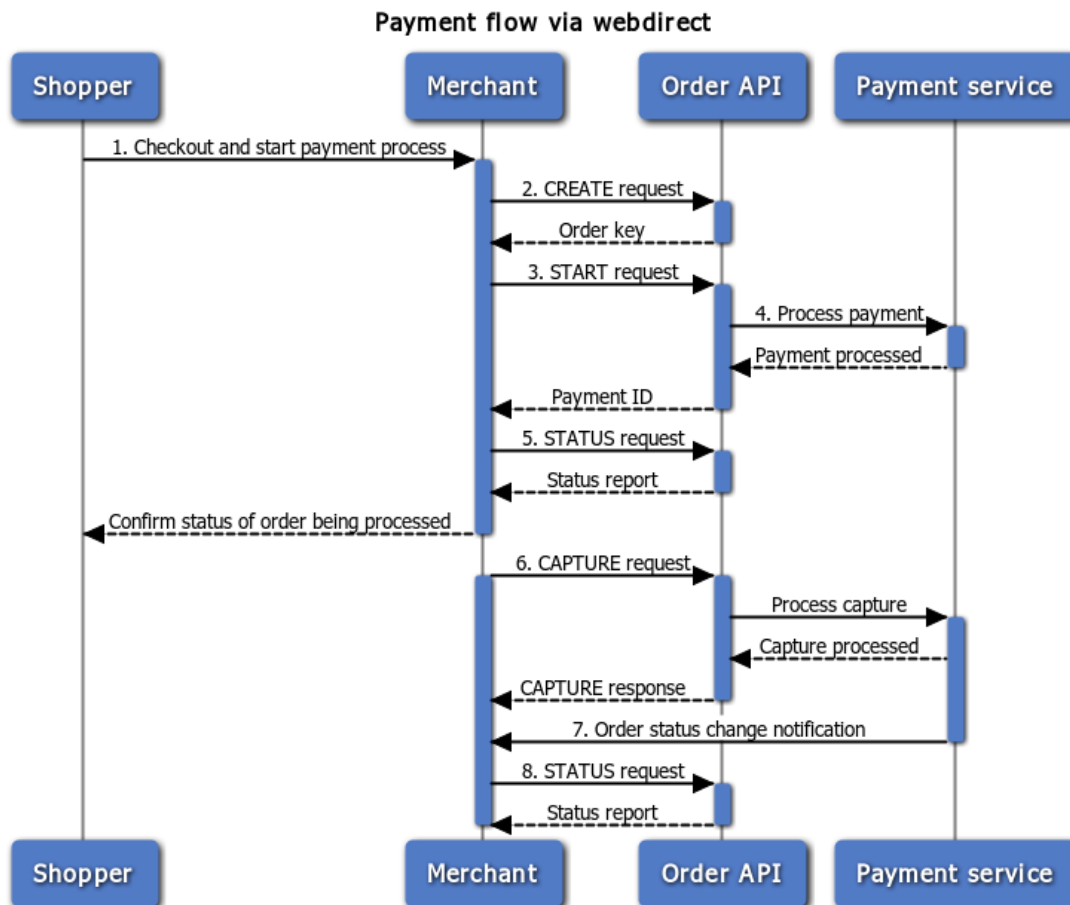 Payment flow via webdirect
Shopper
Merchant
Order API
Payment service
1. Checkout and start payment process
2. CREATE request
Order key
3. START request
4. Process payment
Payment processed
Payment ID
5. STATUS request
Status report
Confirm status of order being processed
6. CAPTURE request
Process capture
Capture processed
CAPTURE response
7. Order status change notification
8. STATUS request
Status report
Shopper
Merchant
Order API
Payment service